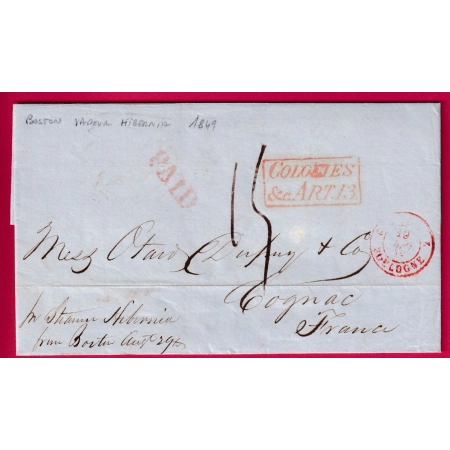 BOSTON VAPEUR HIBERNIA 1849
PAID
COLONIES
&c. ART. 13
15
Mess Otard Dupuy & Co
Cognac
France
BOULOGNE
pr Steamer Hibernia
from Boston Augt 29th